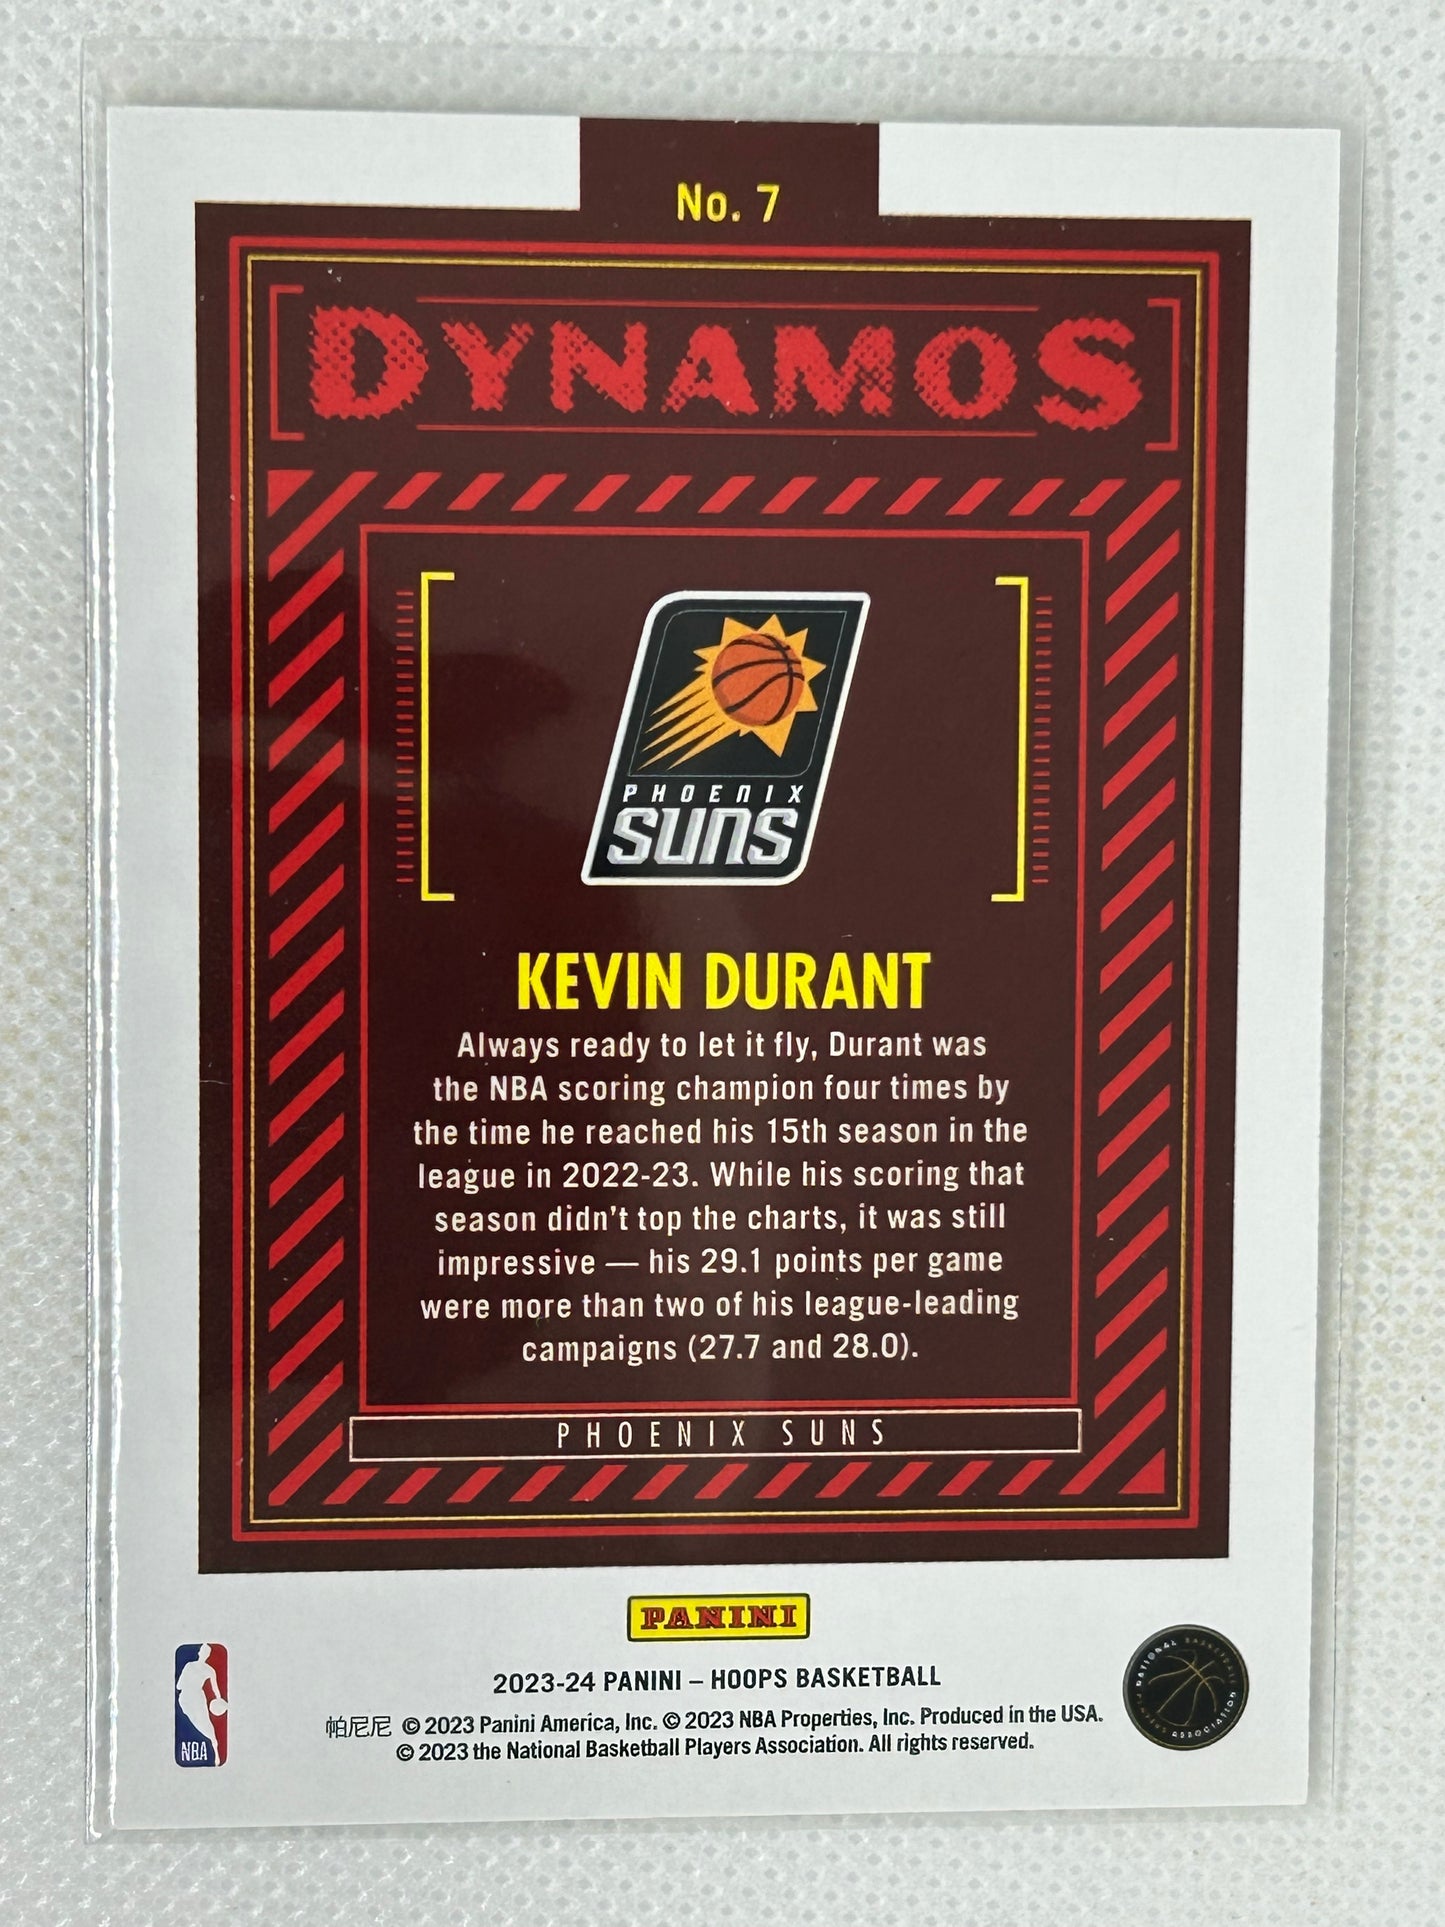 No. 7
DYNAMOS
PHOENIX
SUNS
KEVIN DURANT
Always ready to let it fly, Durant was
the NBA scoring champion four times by
the time he reached his 15th season in the
league in 2022-23. While his scoring that
season didn't top the charts, it was still
impressive — his 29.1 points per game
were more than two of his league-leading
campaigns (27.7 and 28.0).
PHOENIX SUNS
PANINI
2023-24 PANINI – HOOPS BASKETBALL
帕尼尼 © 2023 Panini America, Inc. © 2023 NBA Properties, Inc. Produced in the USA.
© 2023 the National Basketball Players Association. All rights reserved.
NBA
NATIONAL BASKETBALL PLAYERS ASSOCIATION